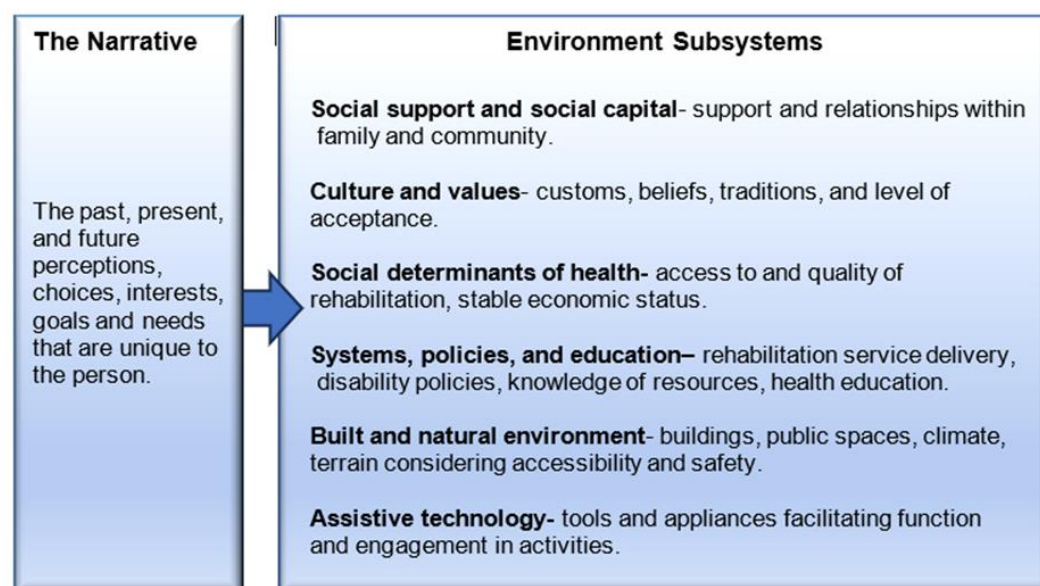 The Narrative
The past, present,
and future
perceptions,
choices, interests,
goals and needs
that are unique to
the person.
Environment Subsystems
Social support and social capital- support and relationships within
family and community.
Culture and values- customs, beliefs, traditions, and level of
acceptance.
Social determinants of health- access to and quality of
rehabilitation, stable economic status.
Systems, policies, and education– rehabilitation service delivery,
disability policies, knowledge of resources, health education.
Built and natural environment- buildings, public spaces, climate,
terrain considering accessibility and safety.
Assistive technology- tools and appliances facilitating function
and engagement in activities.